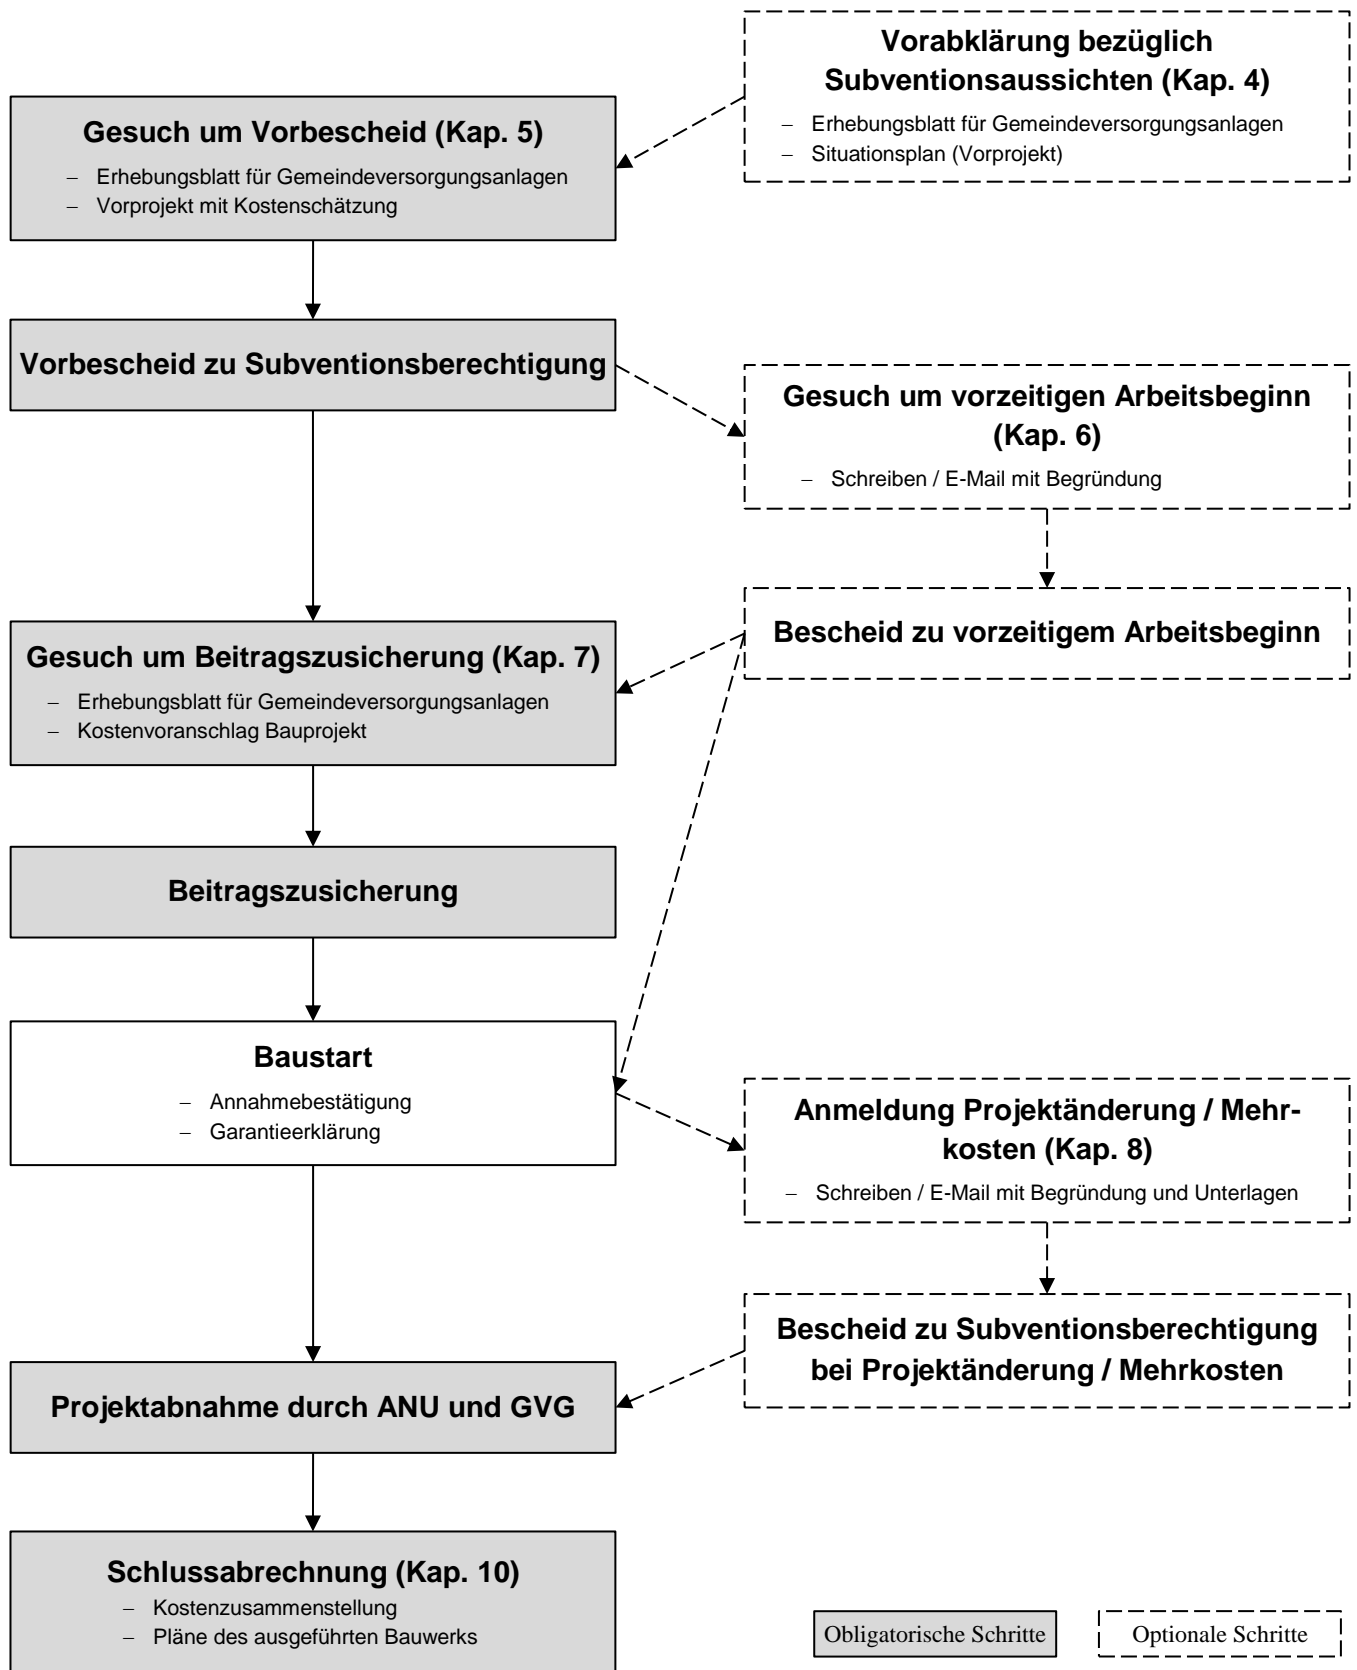 Vorabklärung bezüglich
Subventionsaussichten (Kap. 4)
– Erhebungsblatt für Gemeindeversorgungsanlagen
– Situationsplan (Vorprojekt)
Gesuch um Vorbescheid (Kap. 5)
– Erhebungsblatt für Gemeindeversorgungsanlagen
– Vorprojekt mit Kostenschätzung
Vorbescheid zu Subventionsberechtigung
Gesuch um vorzeitigen Arbeitsbeginn
(Kap. 6)
– Schreiben / E-Mail mit Begründung
Bescheid zu vorzeitigem Arbeitsbeginn
Gesuch um Beitragszusicherung (Kap. 7)
– Erhebungsblatt für Gemeindeversorgungsanlagen
– Kostenvoranschlag Bauprojekt
Beitragszusicherung
Baustart
– Annahmebestätigung
– Garantieerklärung
Anmeldung Projektänderung / Mehr-
kosten (Kap. 8)
– Schreiben / E-Mail mit Begründung und Unterlagen
Bescheid zu Subventionsberechtigung
bei Projektänderung / Mehrkosten
Projektabnahme durch ANU und GVG
Schlussabrechnung (Kap. 10)
– Kostenzusammenstellung
– Pläne des ausgeführten Bauwerks
Obligatorische Schritte
Optionale Schritte